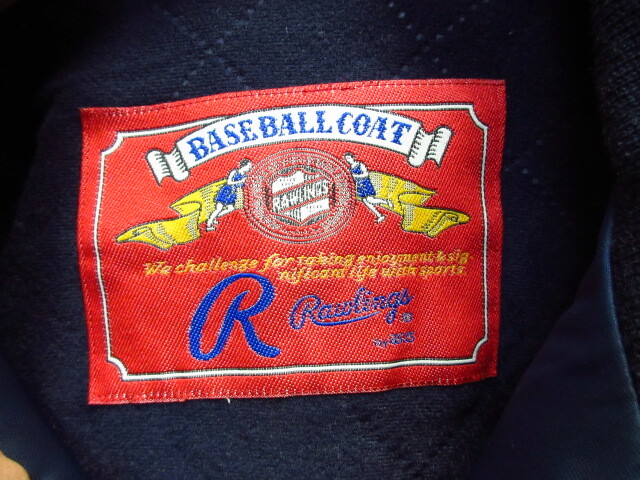 BASEBALL COAT
RAWLINGS
We challenge for taking enjoyment & sig-
nificant life with sports.
R
Rawlings
®